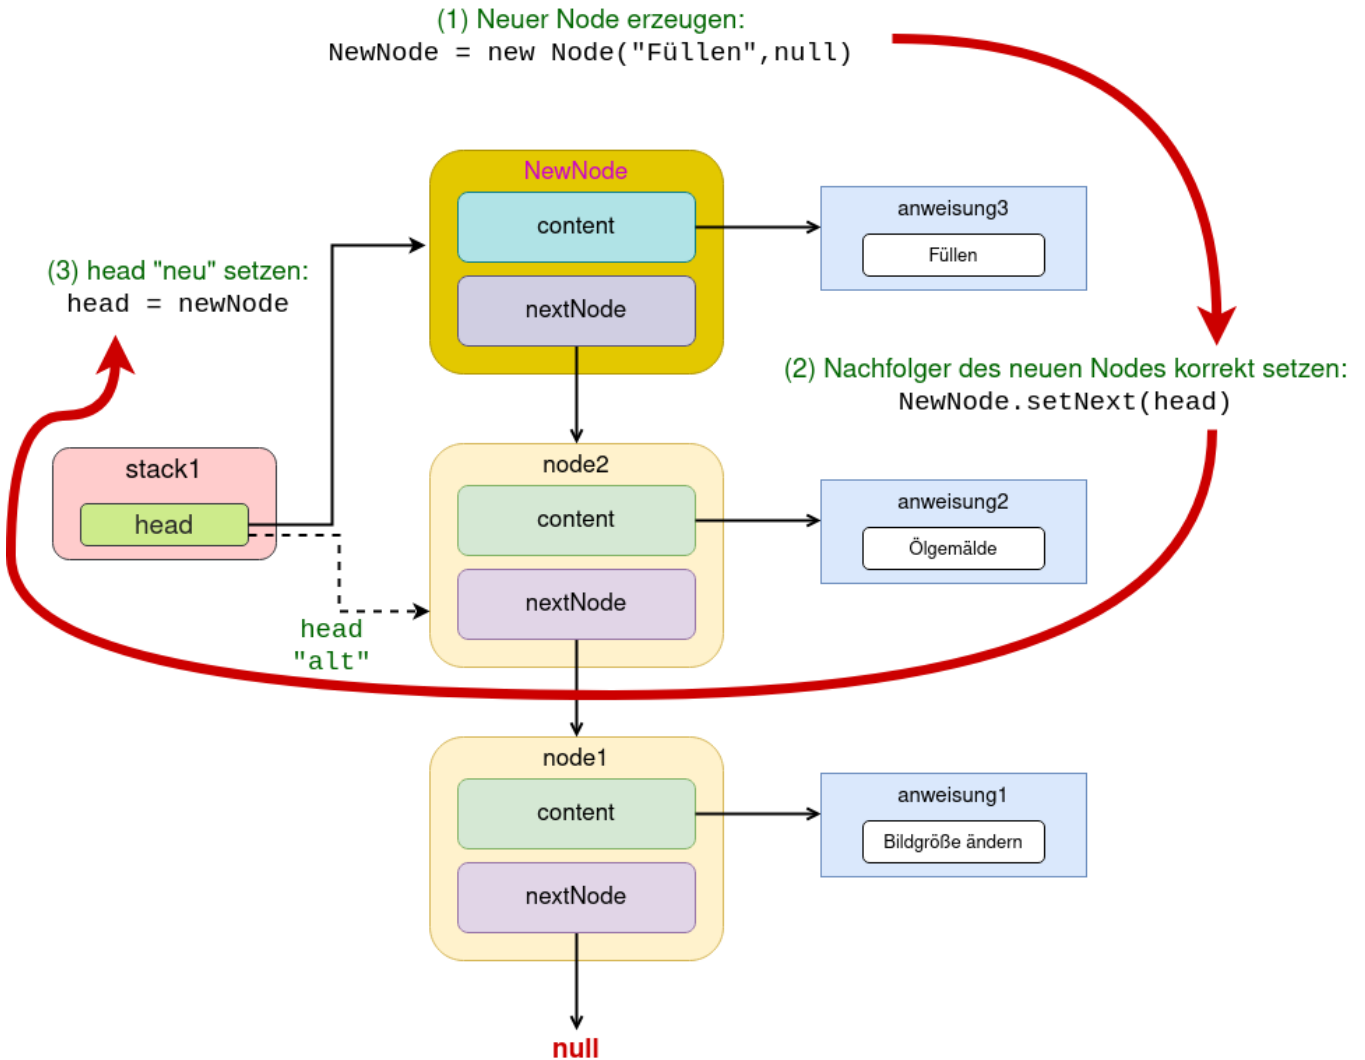 (1) Neuer Node erzeugen:
NewNode = new Node("Füllen",null)
NewNode
content
nextNode
anweisung3
Füllen
(3) head "neu" setzen:
head = newNode
(2) Nachfolger des neuen Nodes korrekt setzen:
NewNode.setNext(head)
stack1
head
head
"alt"
node2
content
nextNode
anweisung2
Ölgemälde
node1
content
nextNode
anweisung1
Bildgröße ändern
null